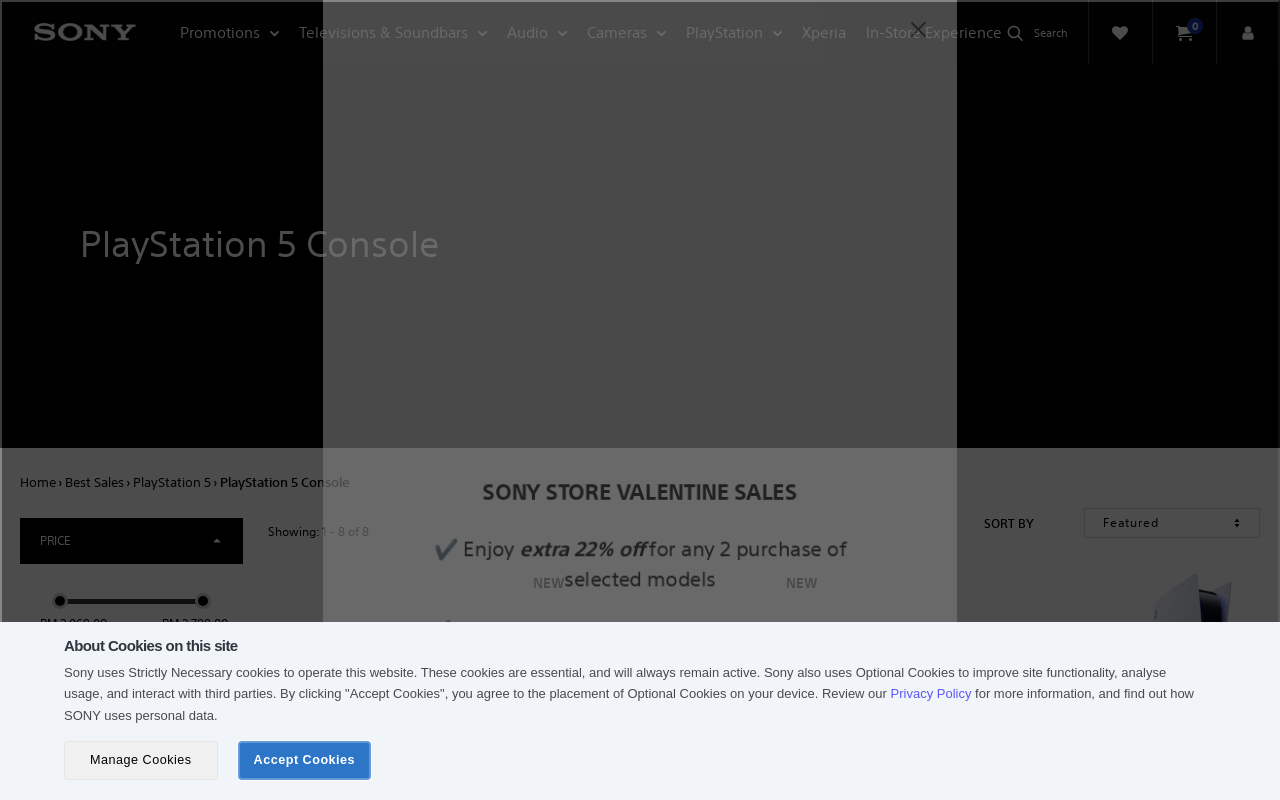 SONY Promotions Televisions & Soundbars Audio Cameras PlayStation Xperia In-Store Experience Search 0
PlayStation 5 Console
Home › Best Sales › PlayStation 5 › PlayStation 5 Console
SONY STORE VALENTINE SALES
PRICE
Showing: 1 - 8 of 8
SORT BY Featured
✔️ Enjoy extra 22% off for any 2 purchase of
selected models
NEW NEW
About Cookies on this site
Sony uses Strictly Necessary cookies to operate this website. These cookies are essential, and will always remain active. Sony also uses Optional Cookies to improve site functionality, analyse
usage, and interact with third parties. By clicking "Accept Cookies", you agree to the placement of Optional Cookies on your device. Review our Privacy Policy for more information, and find out how
SONY uses personal data.
Manage Cookies Accept Cookies